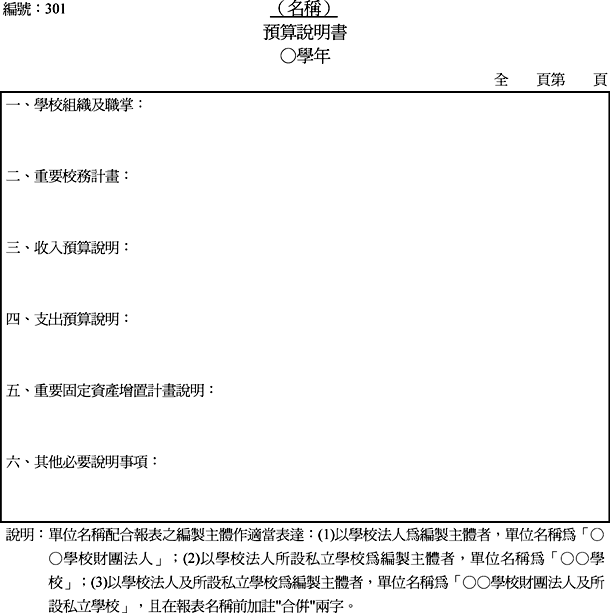 編號：301
（名稱）
預算說明書
○學年
全　　頁第　　頁
一、學校組織及職掌：
二、重要校務計畫：
三、收入預算說明：
四、支出預算說明：
五、重要固定資產增置計畫說明：
六、其他必要說明事項：
說明：單位名稱配合報表之編製主體作適當表達：(1)以學校法人為編製主體者，單位名稱為「○
○學校財團法人」；(2)以學校法人所設私立學校為編製主體者，單位名稱為「○○學
校」；(3)以學校法人及所設私立學校為編製主體者，單位名稱為「○○學校財團法人及所
設私立學校」，且在報表名稱前加註"合併"兩字。